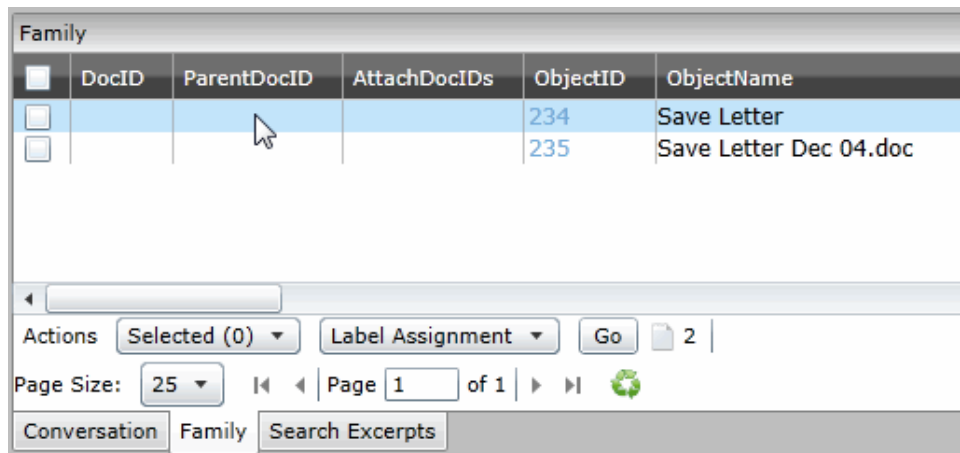 Family
DocID ParentDocID AttachDocIDs ObjectID ObjectName
234 Save Letter
235 Save Letter Dec 04.doc
Actions Selected (0) Label Assignment Go 2
Page Size: 25 Page 1 of 1
Conversation Family Search Excerpts